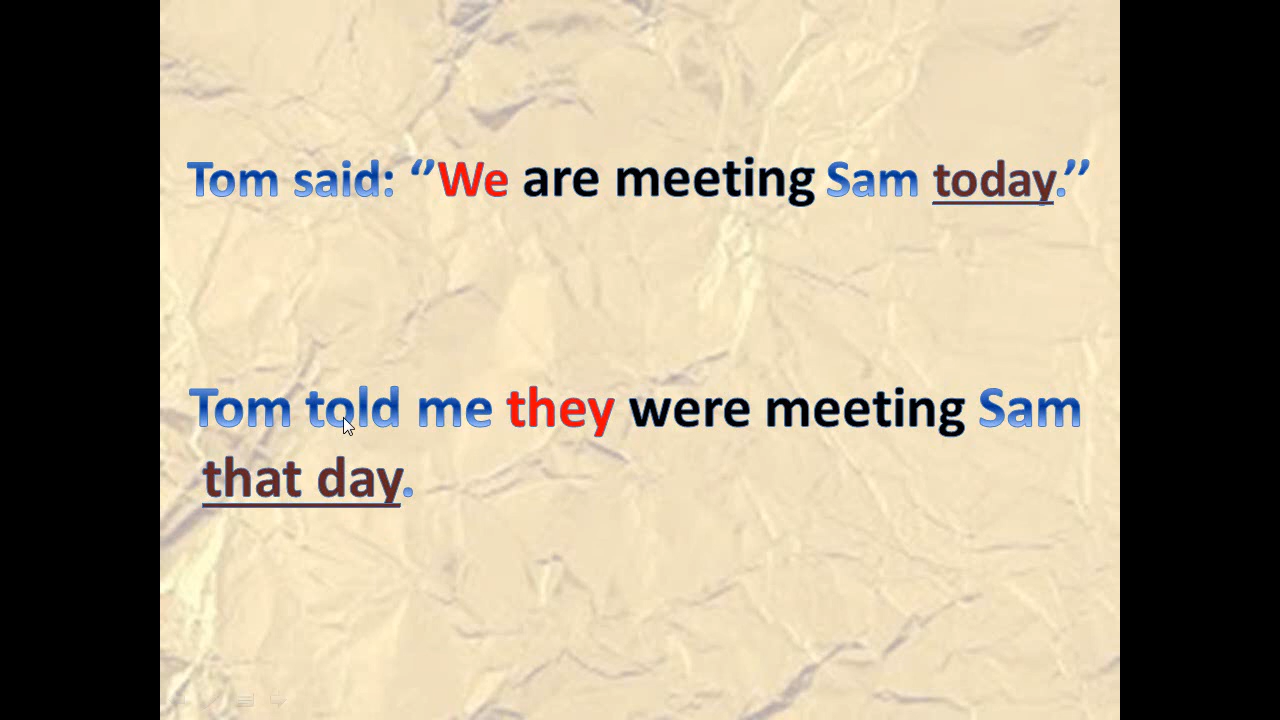 Tom said: “We are meeting Sam today.”
Tom told me they were meeting Sam
that day.